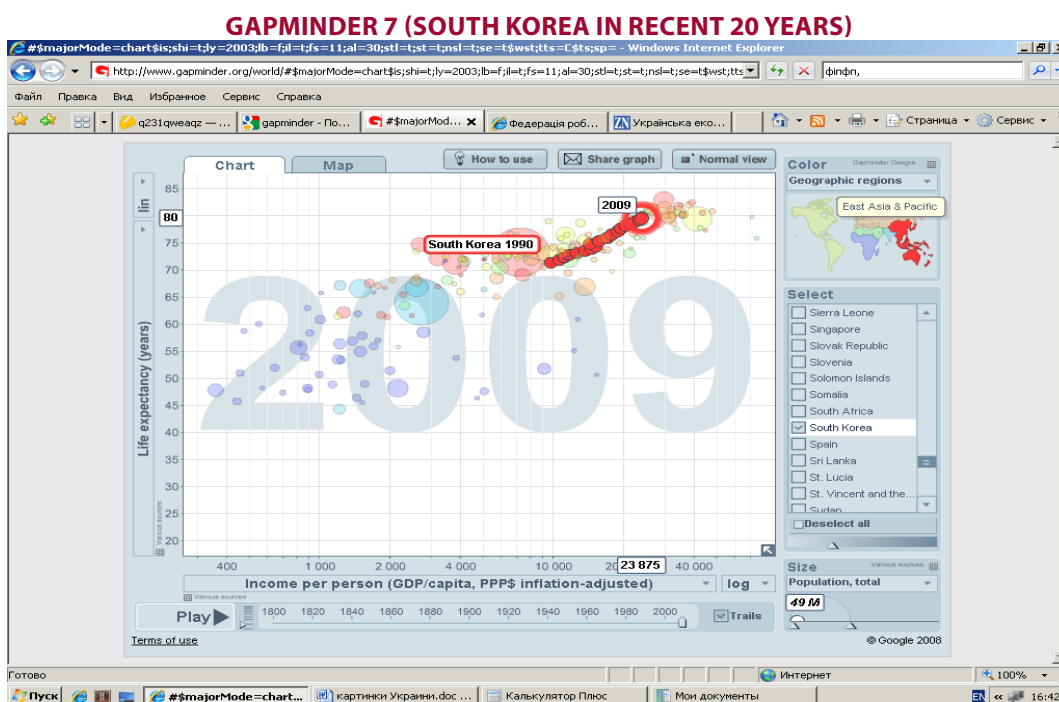 GAPMINDER 7 (SOUTH KOREA IN RECENT 20 YEARS)
#$majorMode=chart$is;shi=t;ly=2003;lb=f;il=t;fs=11;al=30;stl=t;st=t;nsl=t;se=t$wst;tts=C$ts;sp= - Windows Internet Explorer
http://www.gapminder.org/world/#$majorMode=chart$is;shi=t;ly=2003;lb=f;il=t;fs=11;al=30;stl=t;st=t;nsl=t;se=t$wst;tts
фінфп,
Файл Правка Вид Избранное Сервис Справка
q231qweaqz — ... gapminder - По... #$majorMod... Федерація роб... Українська еко... Страница Сервис
Chart Map How to use Share graph Normal view
Color Gapminder Geogra...
Geographic regions
East Asia & Pacific
Select
Sierra Leone
Singapore
Slovak Republic
Slovenia
Solomon Islands
Somalia
South Africa
South Korea
Spain
Sri Lanka
St. Lucia
St. Vincent and the...
Sudan
Deselect all
Size Various sources
Population, total
49 M
lin
Life expectancy (years)
Various sources
85
80
75
70
65
60
55
50
45
40
35
30
25
20
2009
South Korea 1990
2009
400 1 000 2 000 4 000 10 000 20 23 875 40 000
Income per person (GDP/capita, PPP$ inflation-adjusted) log
Various sources
Play 1800 1820 1840 1860 1880 1900 1920 1940 1960 1980 2000 Trails
Terms of use © Google 2008
Готово Интернет 100%
Пуск #$majorMode=chart... картинки Украини.doc ... Калькулятор Плюс Мои документы EN « 16:42